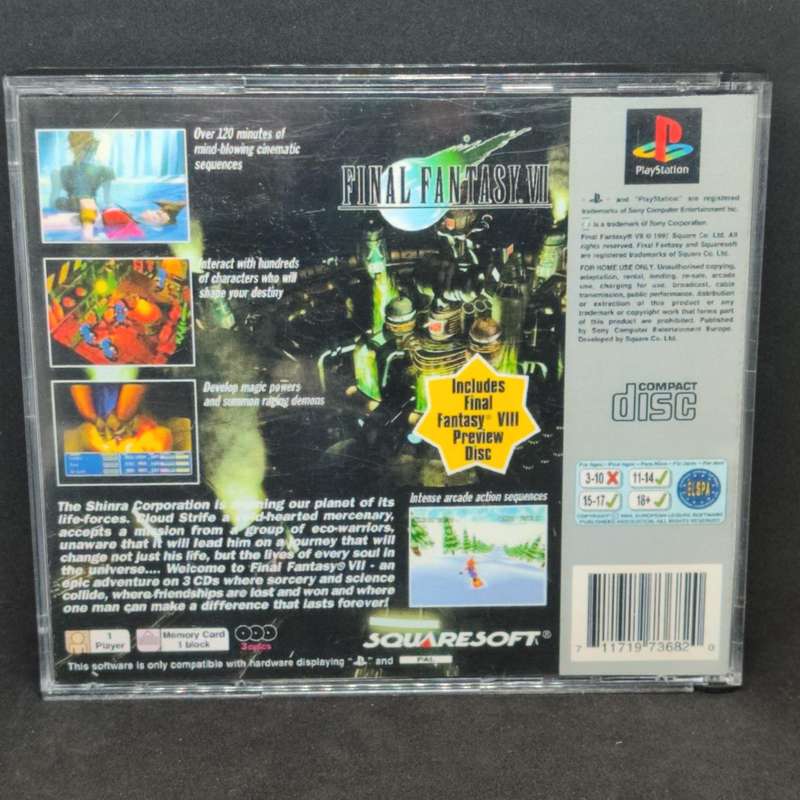 Over 120 minutes of
mind-blowing cinematic
sequences
FINAL FANTASY VII
Interact with hundreds
of characters who will
shape your destiny
Develop magic powers
and summon raging demons
Includes
Final
Fantasy® VIII
Preview
Disc
Intense arcade action sequences
The Shinra Corporation is our planet of its
life-forces. Cloud Strife a hearted mercenary,
accepts a mission from a group of eco-warriors,
unaware that it will lead him on a journey that will
change not just his life, but the lives of every soul in
the universe.... Welcome to Final Fantasy® VII - an
epic adventure on 3 CDs where sorcery and science
collide, where friendships are lost and won and where
one man can make a difference that lasts forever!
1
Player
Memory Card
1 block
3 discs
SQUARESOFT®
This software is only compatible with hardware displaying " " and PAL
PlayStation
" " and "PlayStation" are registered
trademarks of Sony Computer Entertainment Inc.
is a trademark of Sony Corporation.
Final Fantasy® VII © 1997 Square Co. Ltd. All
rights reserved. Final Fantasy and Squaresoft
are registered trademarks of Square Co. Ltd.
FOR HOME USE ONLY. Unauthorised copying,
adaptation, rental, lending, re-sale, arcade
use, charging for use, broadcast, cable
transmission, public performance, distribution
or extraction of this product or any
trademark or copyright work that forms part
of this product are prohibited. Published
by Sony Computer Entertainment Europe.
Developed by Square Co. Ltd.
COMPACT
disc
3-10 11-14
15-17 18+
ELSPA
7 11719 73682 0